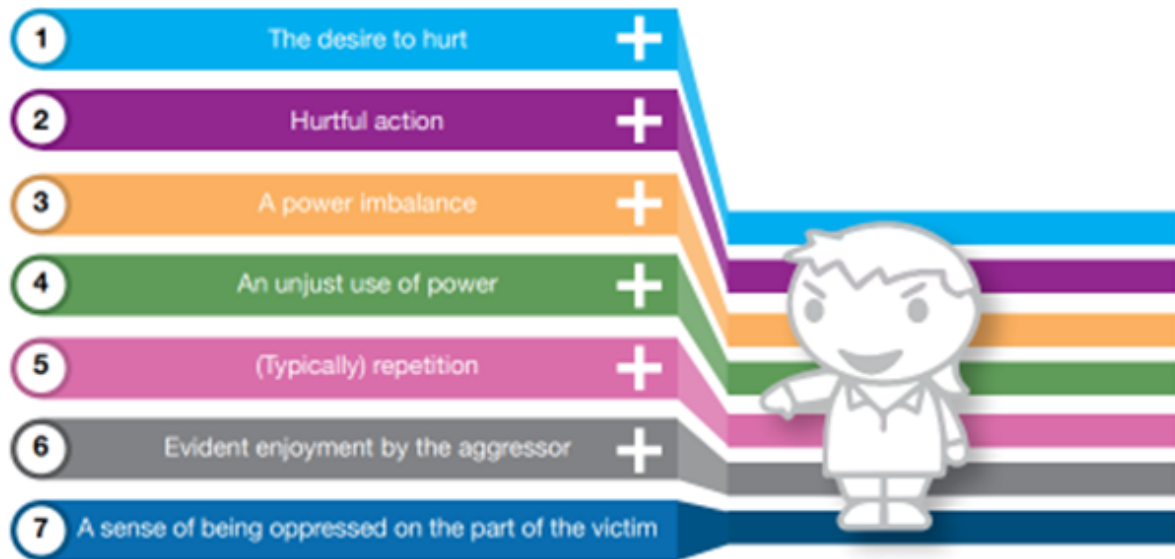 1 The desire to hurt +
2 Hurtful action +
3 A power imbalance +
4 An unjust use of power +
5 (Typically) repetition +
6 Evident enjoyment by the aggressor +
7 A sense of being oppressed on the part of the victim